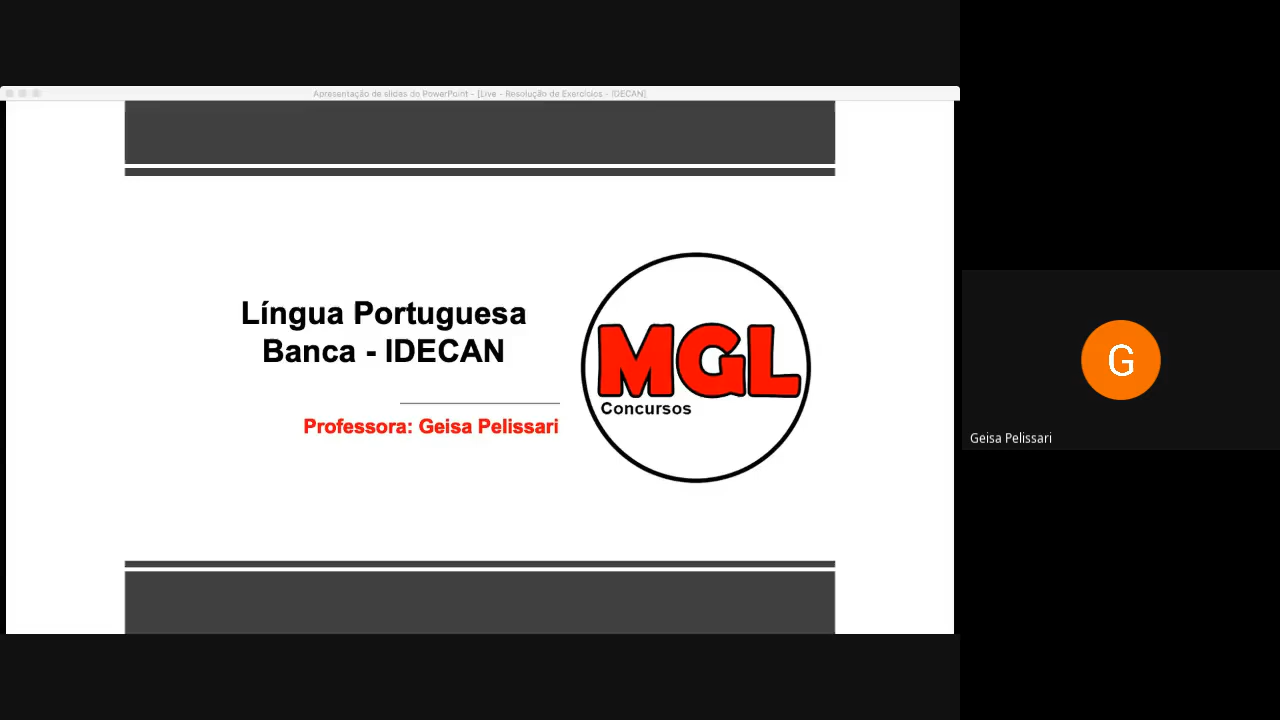 Apresentação de slides do PowerPoint - [Live - Resolução de Exercícios - IDECAN]
Língua Portuguesa
Banca - IDECAN
Professora: Geisa Pelissari
MGL
Concursos
G
Geisa Pelissari